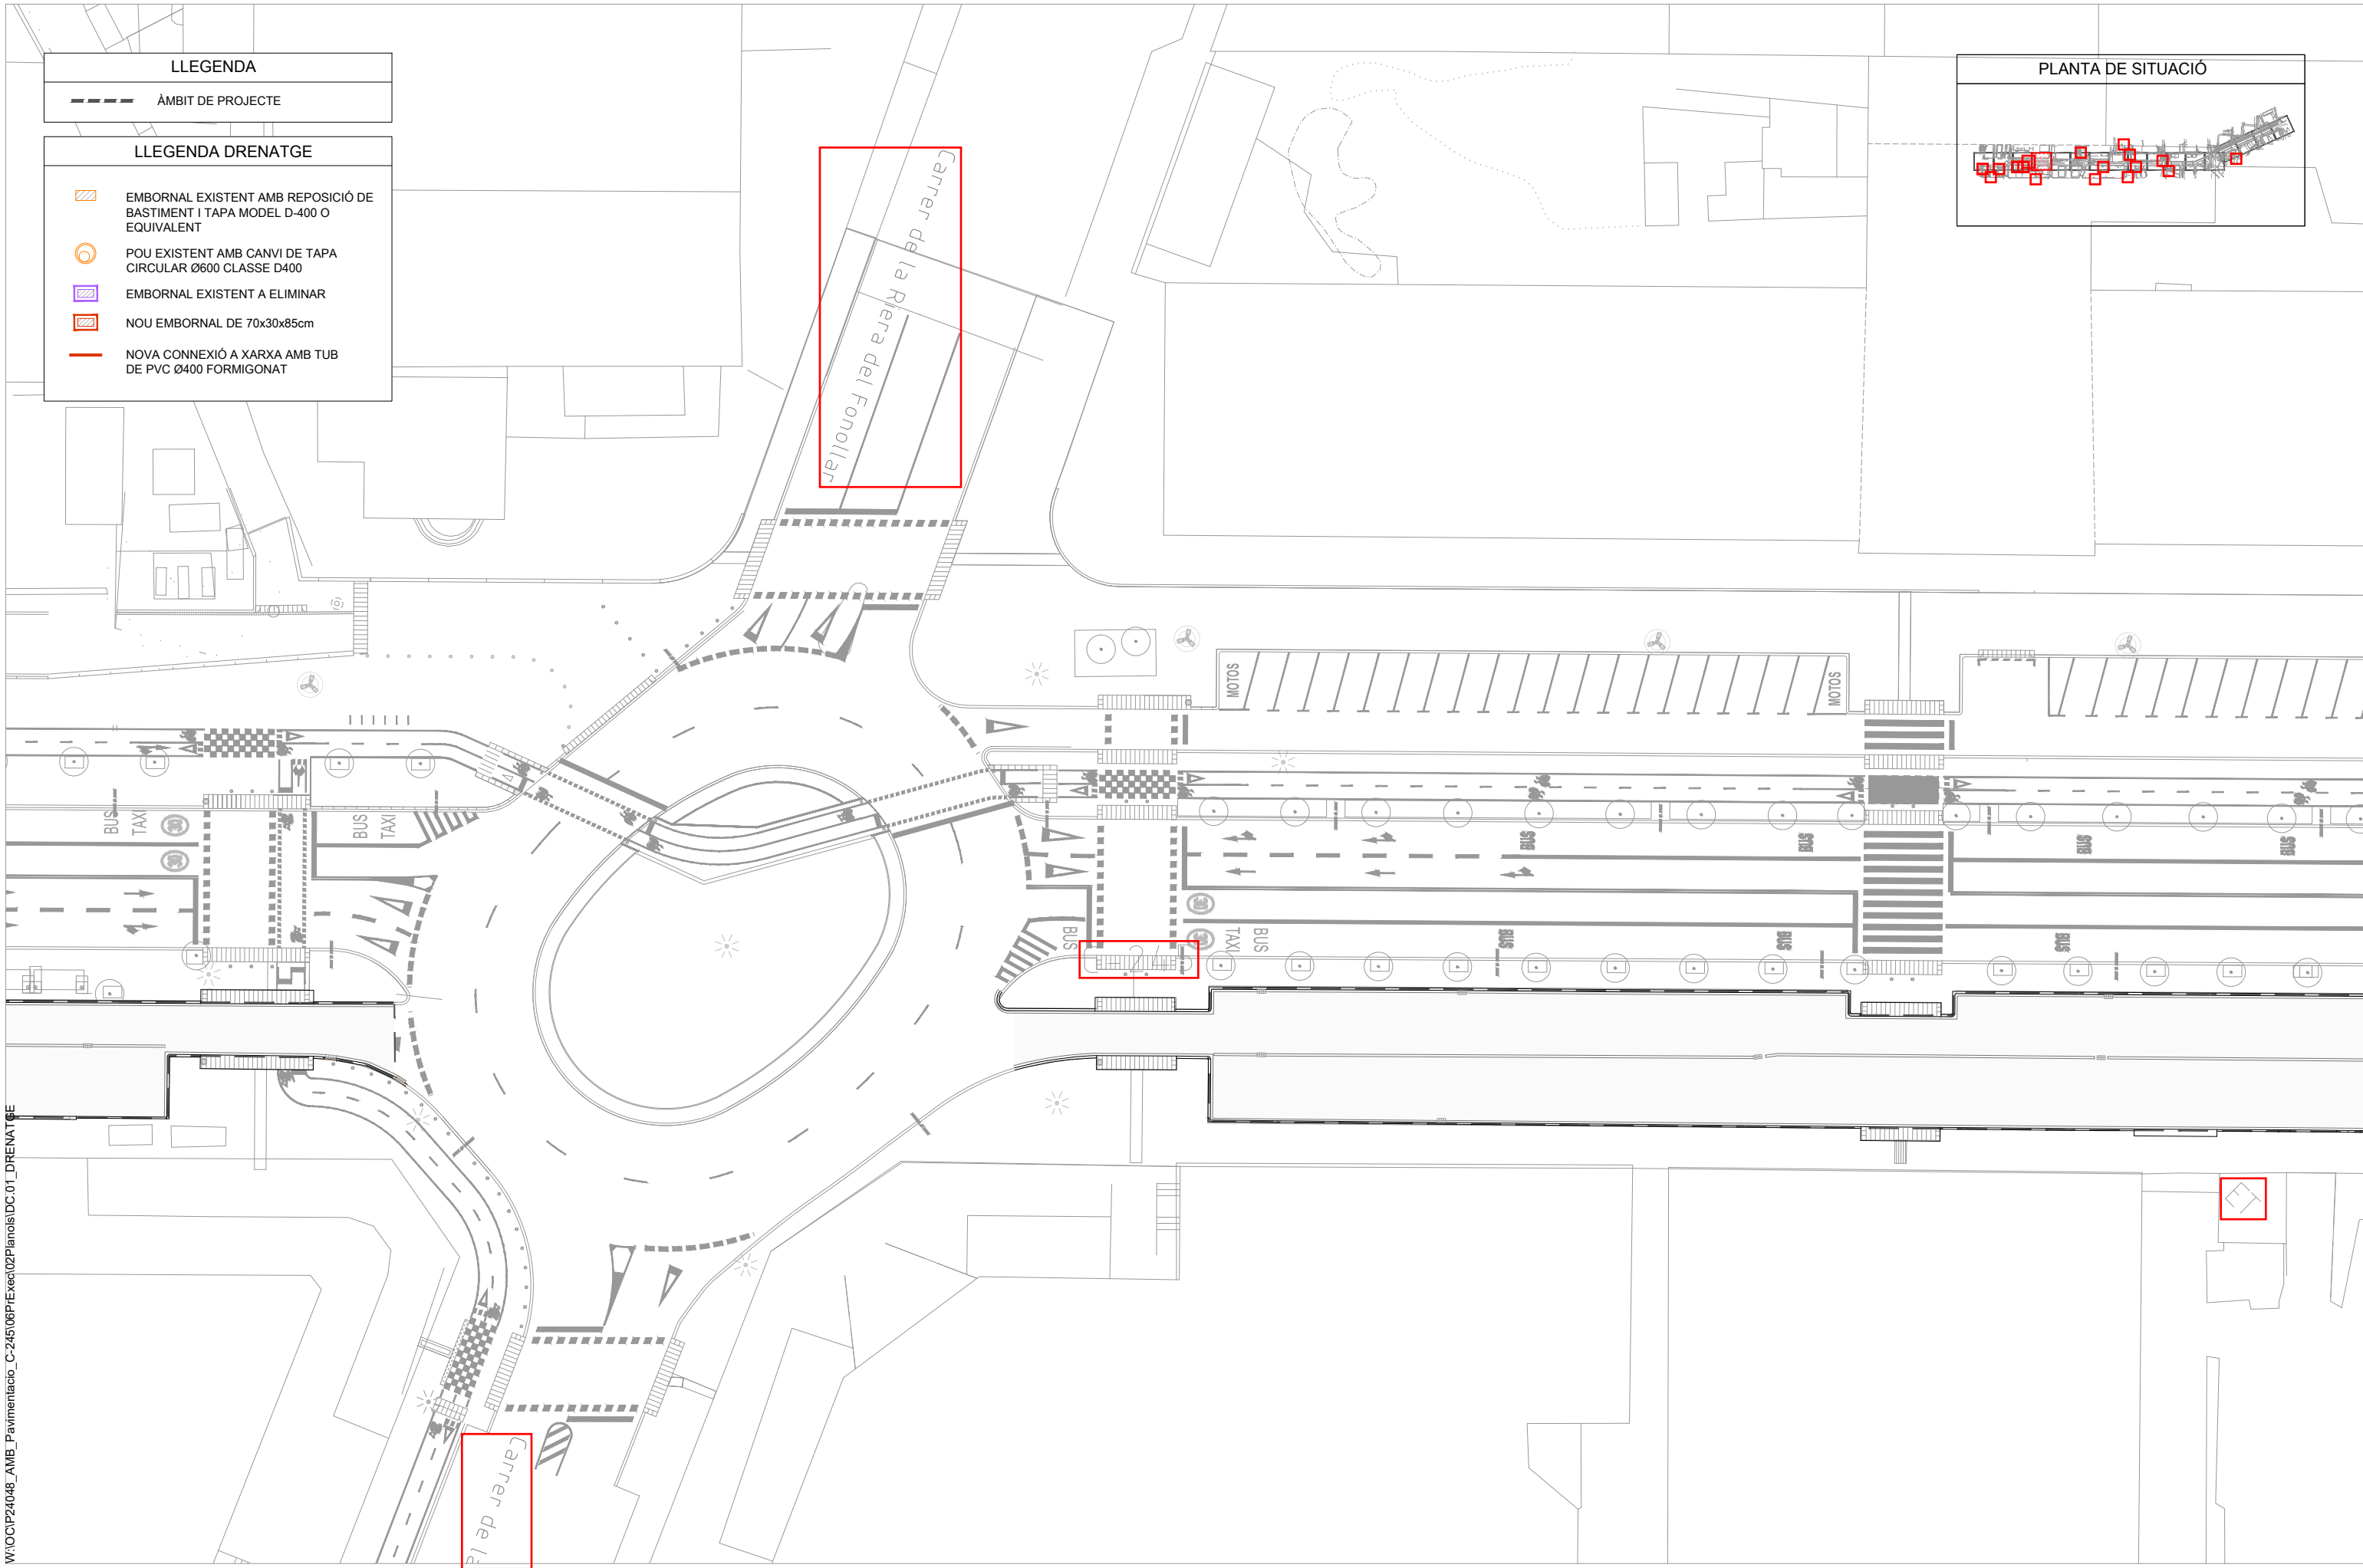 LLEGENDA
ÀMBIT DE PROJECTE
LLEGENDA DRENATGE
EMBORNAL EXISTENT AMB REPOSICIÓ DE
BASTIMENT I TAPA MODEL D-400 O
EQUIVALENT
POU EXISTENT AMB CANVI DE TAPA
CIRCULAR Ø600 CLASSE D400
EMBORNAL EXISTENT A ELIMINAR
NOU EMBORNAL DE 70x30x85cm
NOVA CONNEXIÓ A XARXA AMB TUB
DE PVC Ø400 FORMIGONAT
PLANTA DE SITUACIÓ
Carrer de la Riera del Fonollar
MOTOS
MOTOS
BUS
TAXI
BUS
TAXI
BUS
BUS
BUS
BUS
BUS
TAXI
BUS
BUS
BUS
BUS
Carrer de la
W:\OC\P24048_AMB_Pavimentacio_C-245\06PrExec\02Planols\DC.01_DRENATGE